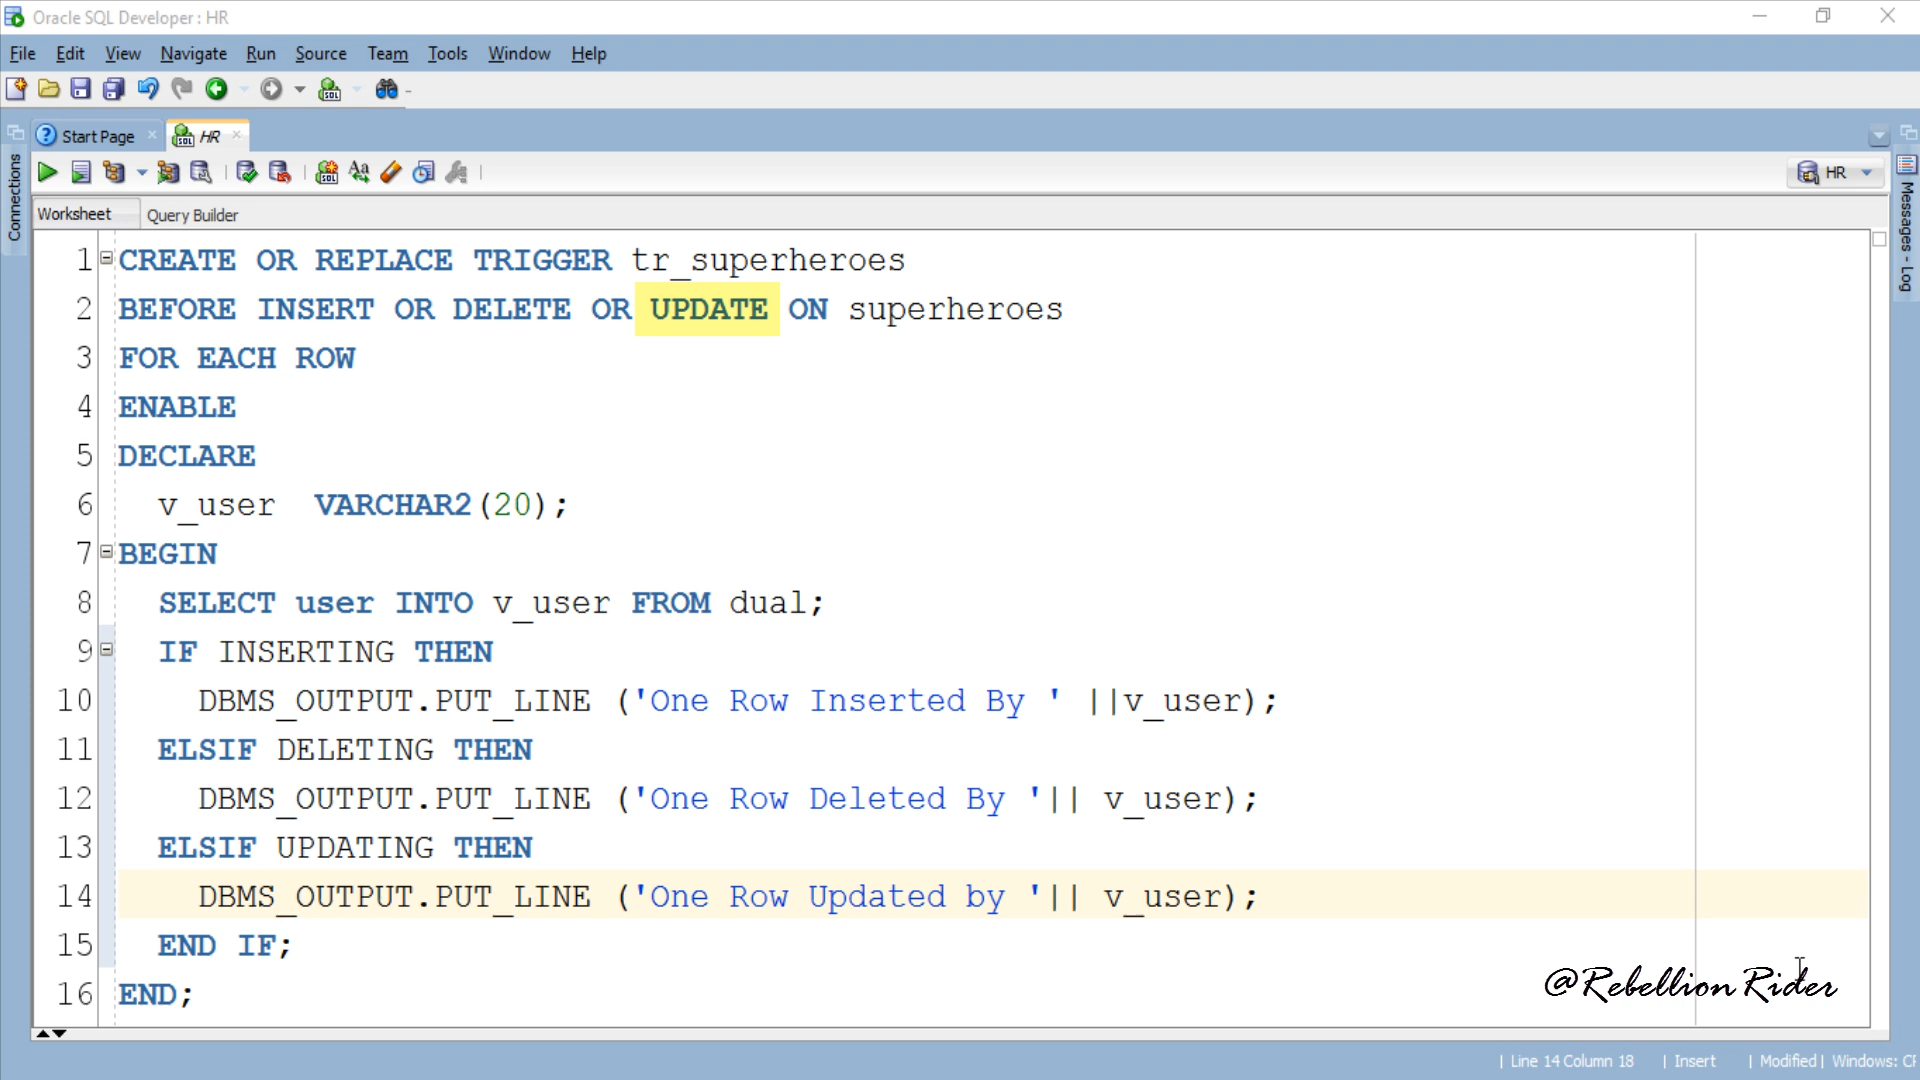 Oracle SQL Developer : HR
File Edit View Navigate Run Source Team Tools Window Help
Start Page HR
Connections
HR
Messages - Log
Worksheet Query Builder
1 CREATE OR REPLACE TRIGGER tr_superheroes
2 BEFORE INSERT OR DELETE OR UPDATE ON superheroes
3 FOR EACH ROW
4 ENABLE
5 DECLARE
6 v_user VARCHAR2(20);
7 BEGIN
8 SELECT user INTO v_user FROM dual;
9 IF INSERTING THEN
10 DBMS_OUTPUT.PUT_LINE ('One Row Inserted By ' ||v_user);
11 ELSIF DELETING THEN
12 DBMS_OUTPUT.PUT_LINE ('One Row Deleted By '|| v_user);
13 ELSIF UPDATING THEN
14 DBMS_OUTPUT.PUT_LINE ('One Row Updated by '|| v_user);
15 END IF;
16 END;
@Rebellion Rider
| Line 14 Column 18 | Insert | Modified | Windows: CF